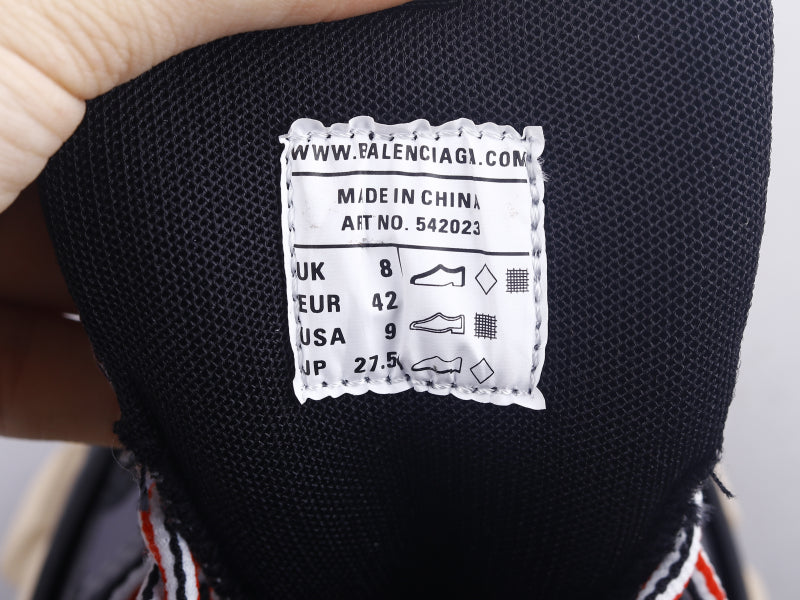 WWW.BALENCIAGA.COM
MADE IN CHINA
ART NO. 542023
UK 8
EUR 42
USA 9
JP 27.5